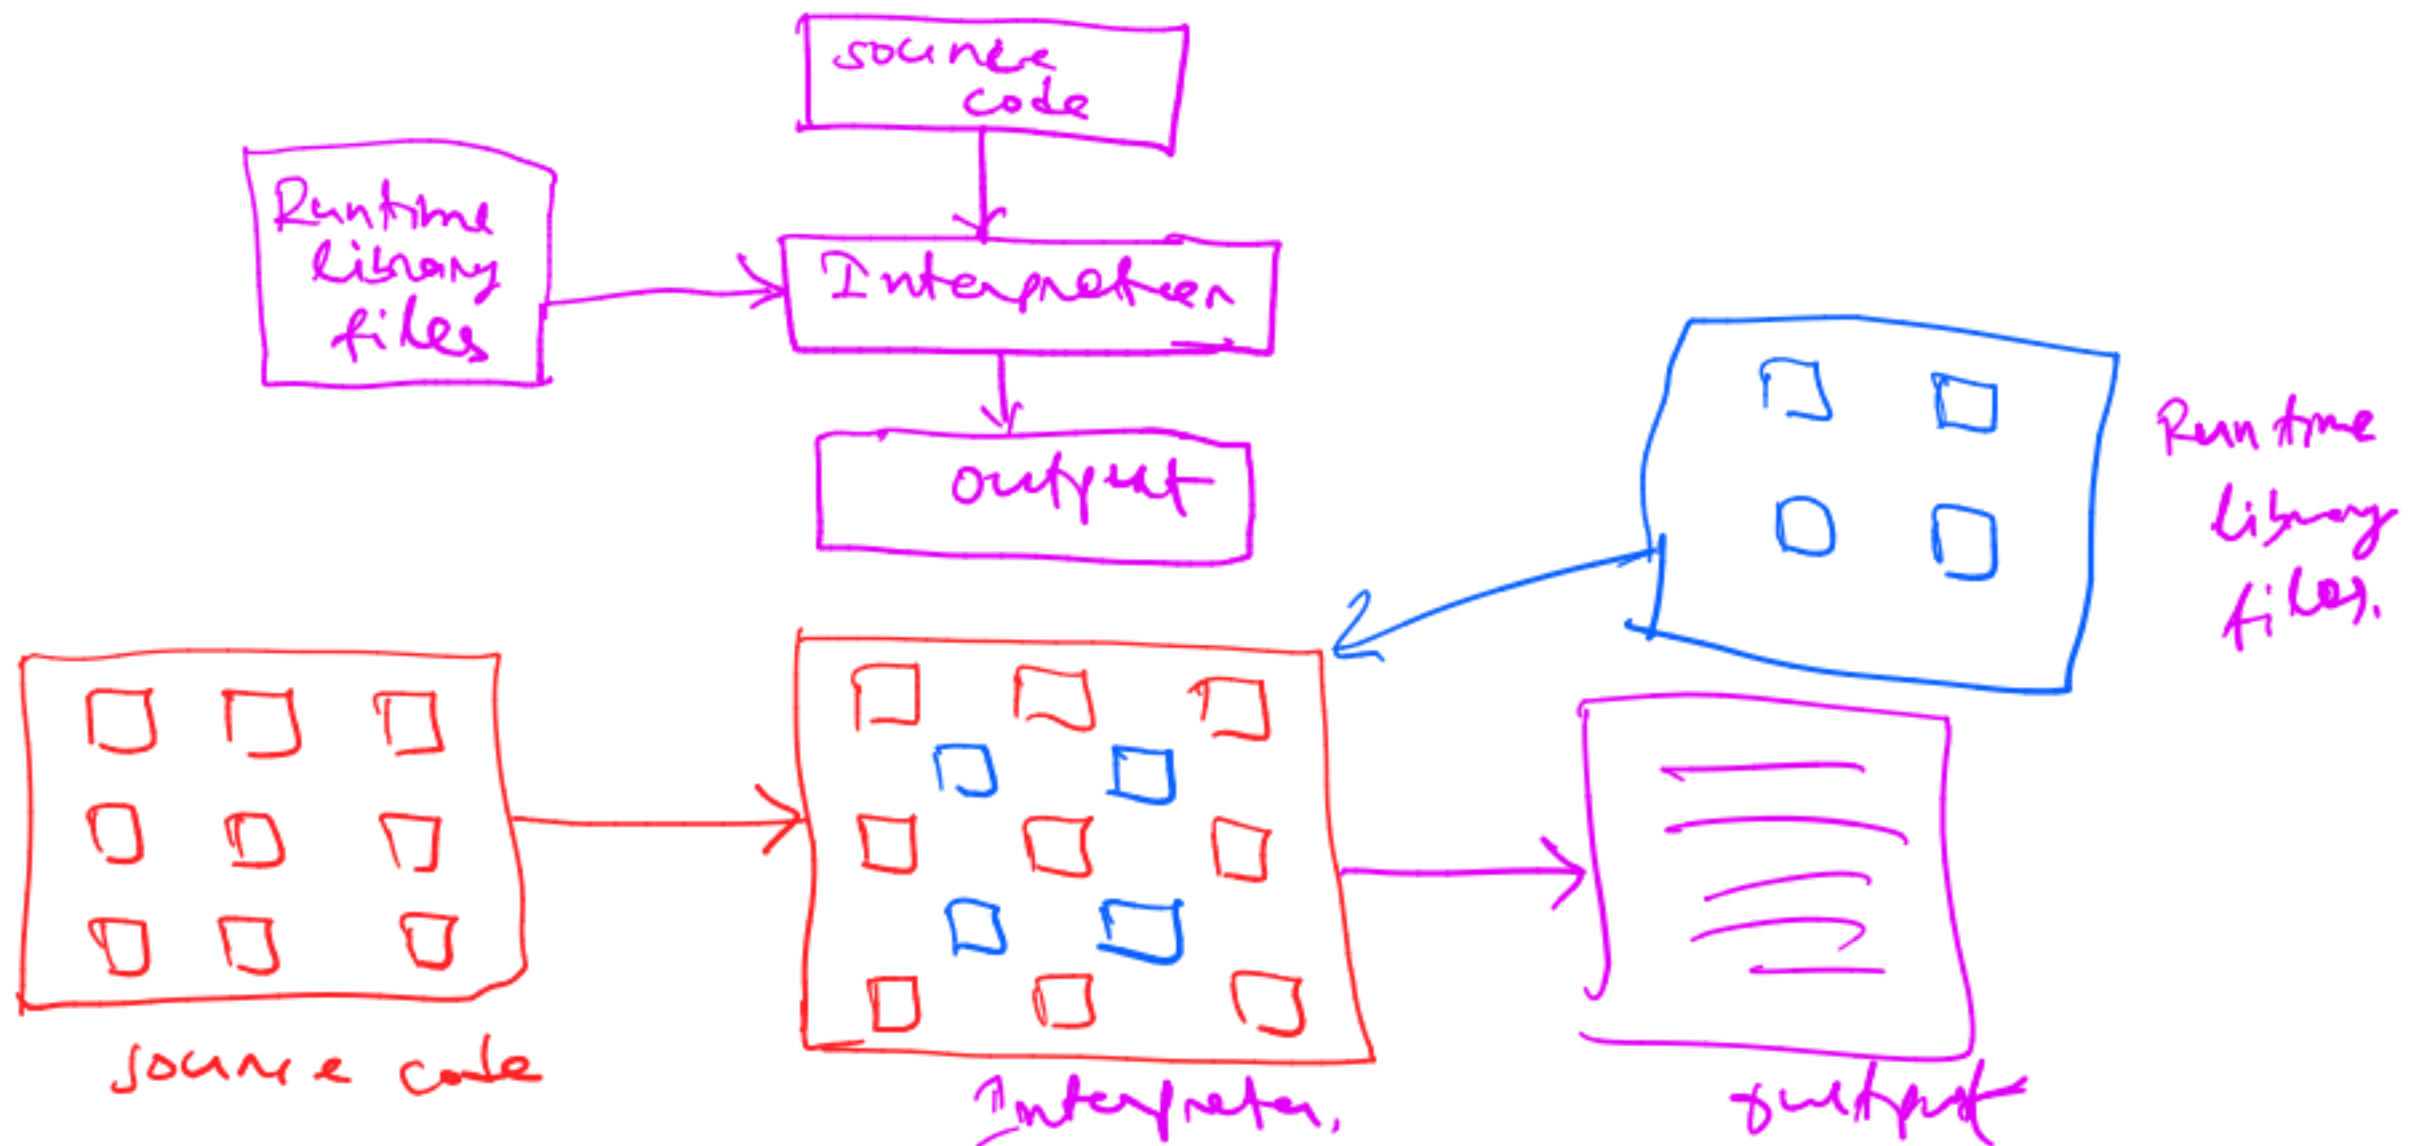 source
code
Runtime
library
files
Interpreter
output
Runtime
library
files.
source code
Interpreter.
output